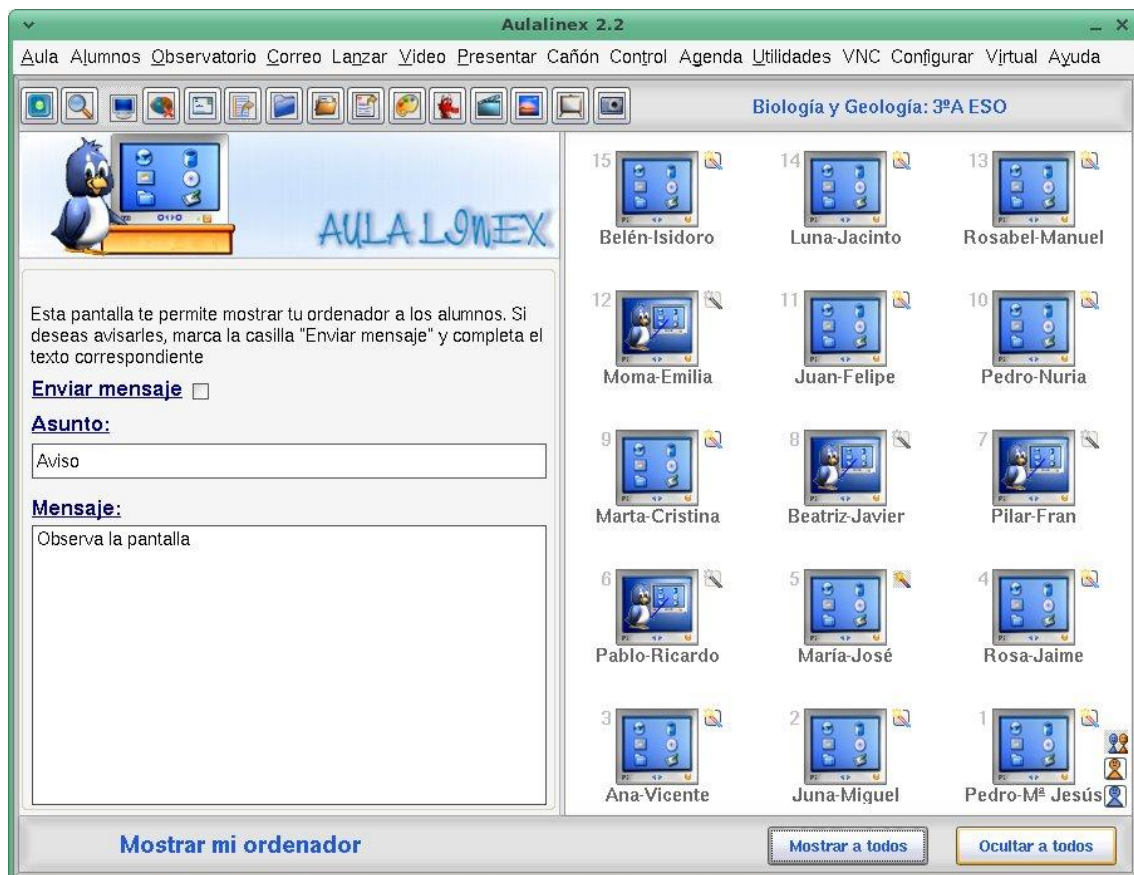 Aulalinex 2.2
Aula Alumnos Observatorio Correo Lanzar Video Presentar Cañón Control Agenda Utilidades VNC Configurar Virtual Ayuda
Biología y Geología: 3ºA ESO
AULA LINEX
Esta pantalla te permite mostrar tu ordenador a los alumnos. Si
deseas avisarles, marca la casilla "Enviar mensaje" y completa el
texto correspondiente
Enviar mensaje
Asunto:
Aviso
Mensaje:
Observa la pantalla
15 14 13
Belén-Isidoro Luna-Jacinto Rosabel-Manuel
12 11 10
Moma-Emilia Juan-Felipe Pedro-Nuria
9 8 7
Marta-Cristina Beatriz-Javier Pilar-Fran
6 5 4
Pablo-Ricardo María-José Rosa-Jaime
3 2 1
Ana-Vicente Juna-Miguel Pedro-Mª Jesús
Mostrar mi ordenador
Mostrar a todos Ocultar a todos